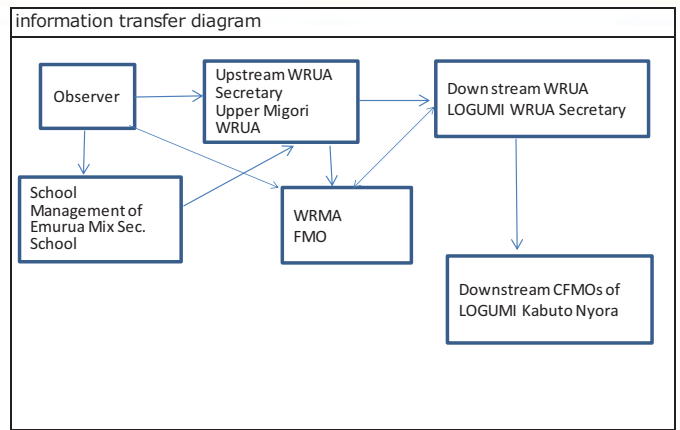 information transfer diagram
Observer
Upstream WRUA
Secretary
Upper Migori
WRUA
Down stream WRUA
LOGUMI WRUA Secretary
School
Management of
Emurua Mix Sec.
School
WRMA
FMO
Downstream CFMOs of
LOGUMI Kabuto Nyora